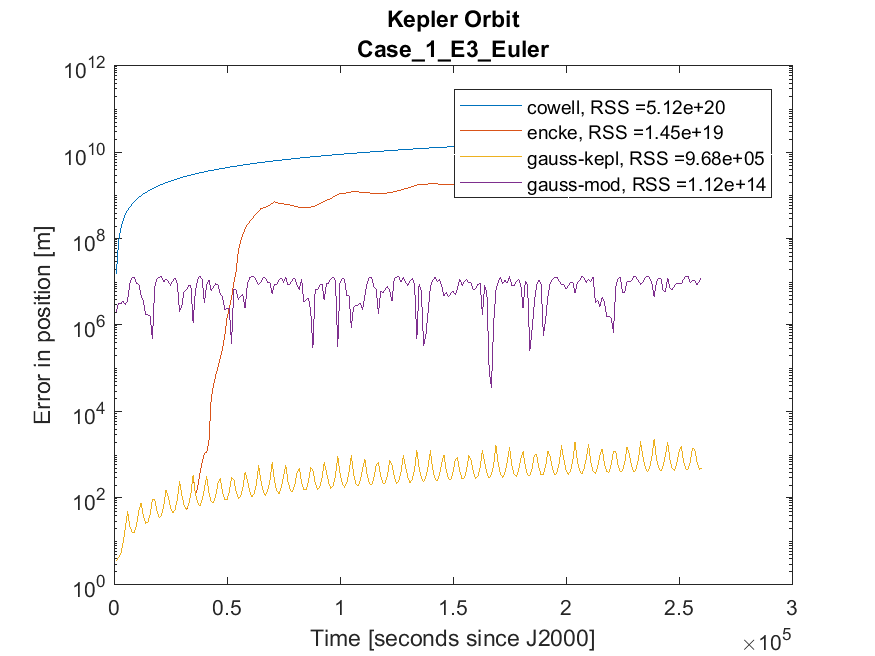 Kepler Orbit
Case_1_E3_Euler
10^12
10^10
10^8
10^6
10^4
10^2
10^0
Error in position [m]
cowell, RSS =5.12e+20
encke, RSS =1.45e+19
gauss-kepl, RSS =9.68e+05
gauss-mod, RSS =1.12e+14
0 0.5 1 1.5 2 2.5 3
Time [seconds since J2000]
×10^5